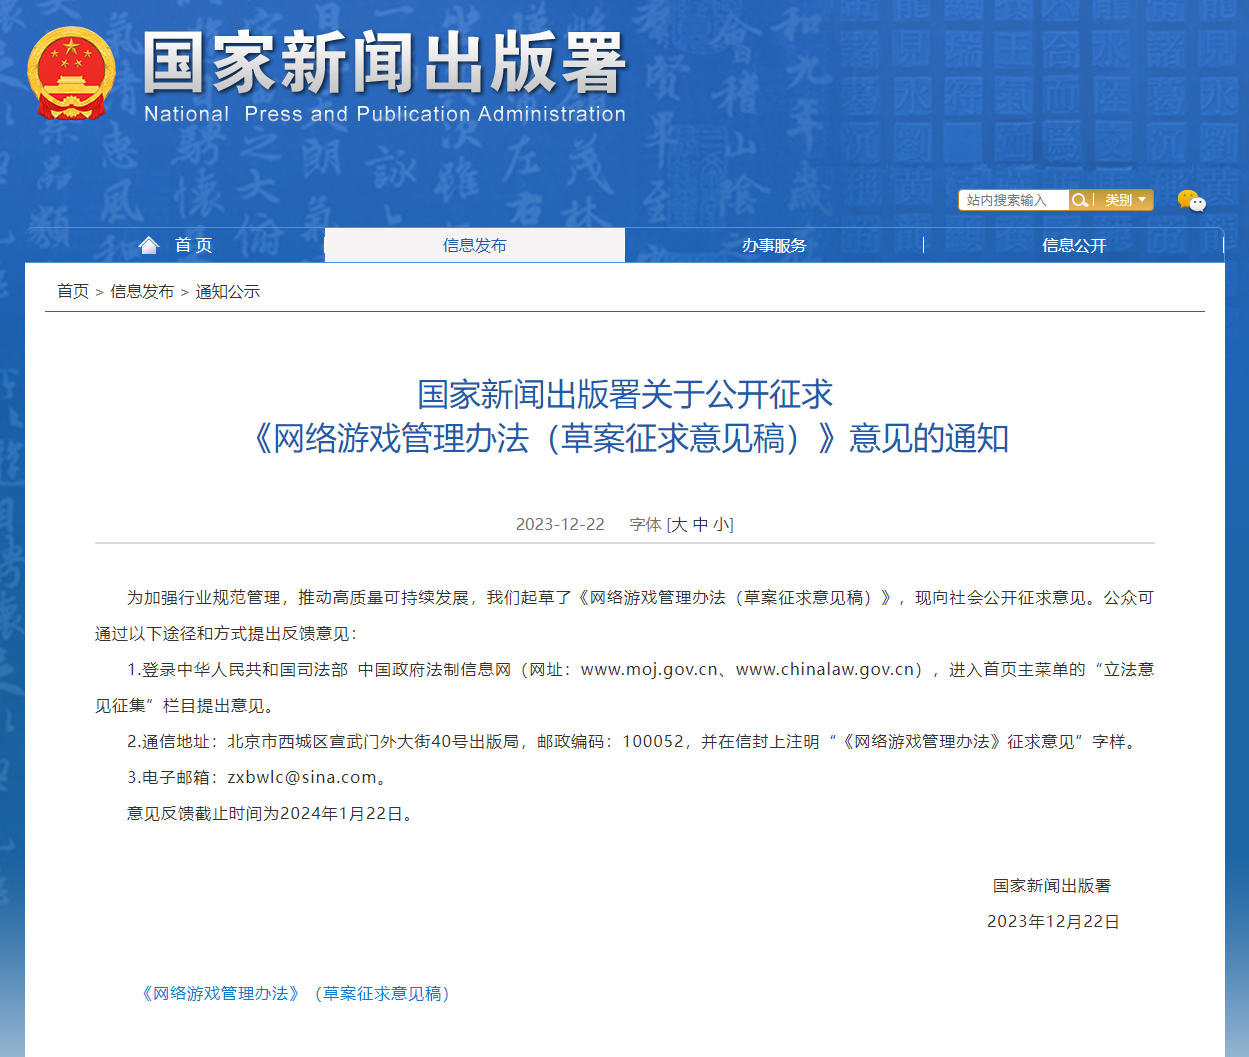 国家新闻出版署
National Press and Publication Administration
站内搜索输入 类别
首 页 信息发布 办事服务 信息公开
首页 > 信息发布 > 通知公示
国家新闻出版署关于公开征求
《网络游戏管理办法（草案征求意见稿）》意见的通知
2023-12-22 字体 [大 中 小]
为加强行业规范管理，推动高质量可持续发展，我们起草了《网络游戏管理办法（草案征求意见稿）》，现向社会公开征求意见。公众可
通过以下途径和方式提出反馈意见：
1.登录中华人民共和国司法部 中国政府法制信息网（网址：www.moj.gov.cn、www.chinalaw.gov.cn），进入首页主菜单的“立法意
见征集”栏目提出意见。
2.通信地址：北京市西城区宣武门外大街40号出版局，邮政编码：100052，并在信封上注明“《网络游戏管理办法》征求意见”字样。
3.电子邮箱：zxbwlc@sina.com。
意见反馈截止时间为2024年1月22日。
国家新闻出版署
2023年12月22日
《网络游戏管理办法》（草案征求意见稿）